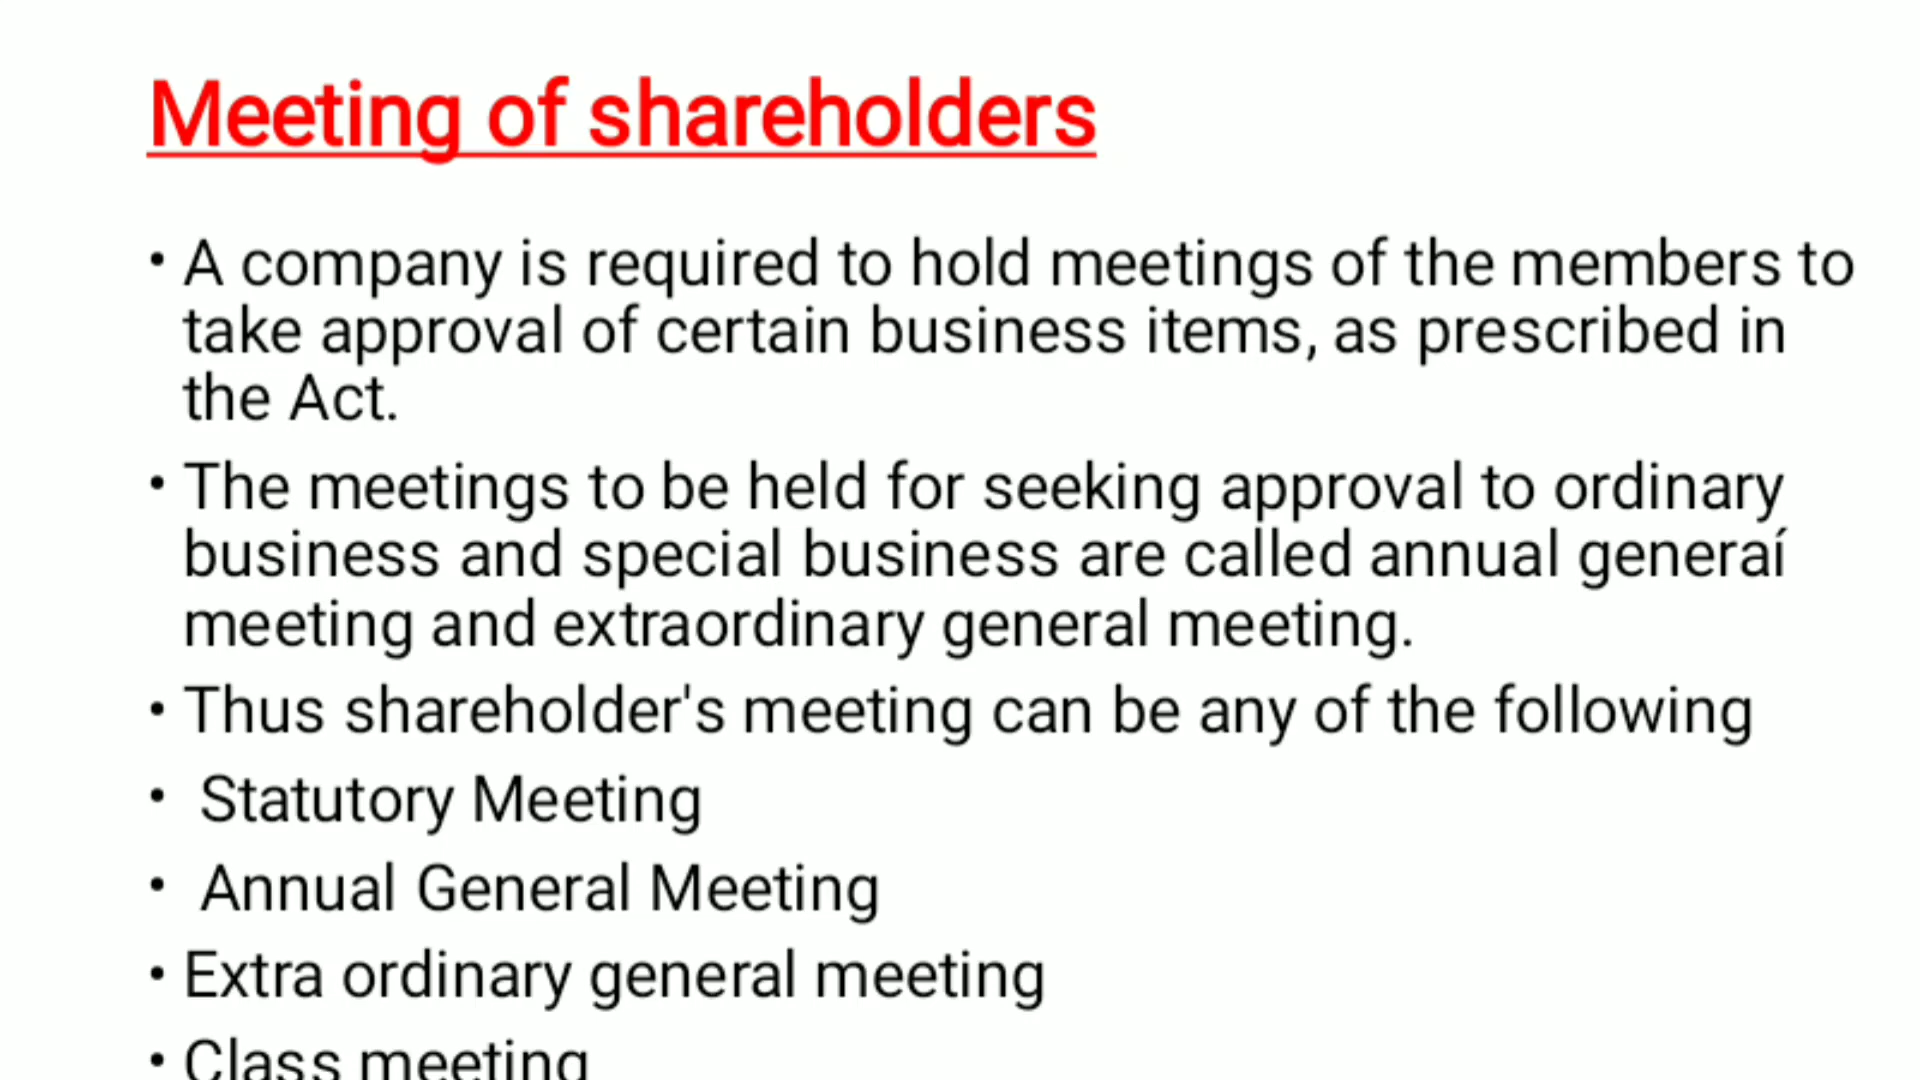 Meeting of shareholders
• A company is required to hold meetings of the members to
take approval of certain business items, as prescribed in
the Act.
• The meetings to be held for seeking approval to ordinary
business and special business are called annual generaí
meeting and extraordinary general meeting.
• Thus shareholder's meeting can be any of the following
• Statutory Meeting
• Annual General Meeting
• Extra ordinary general meeting
• Class meeting